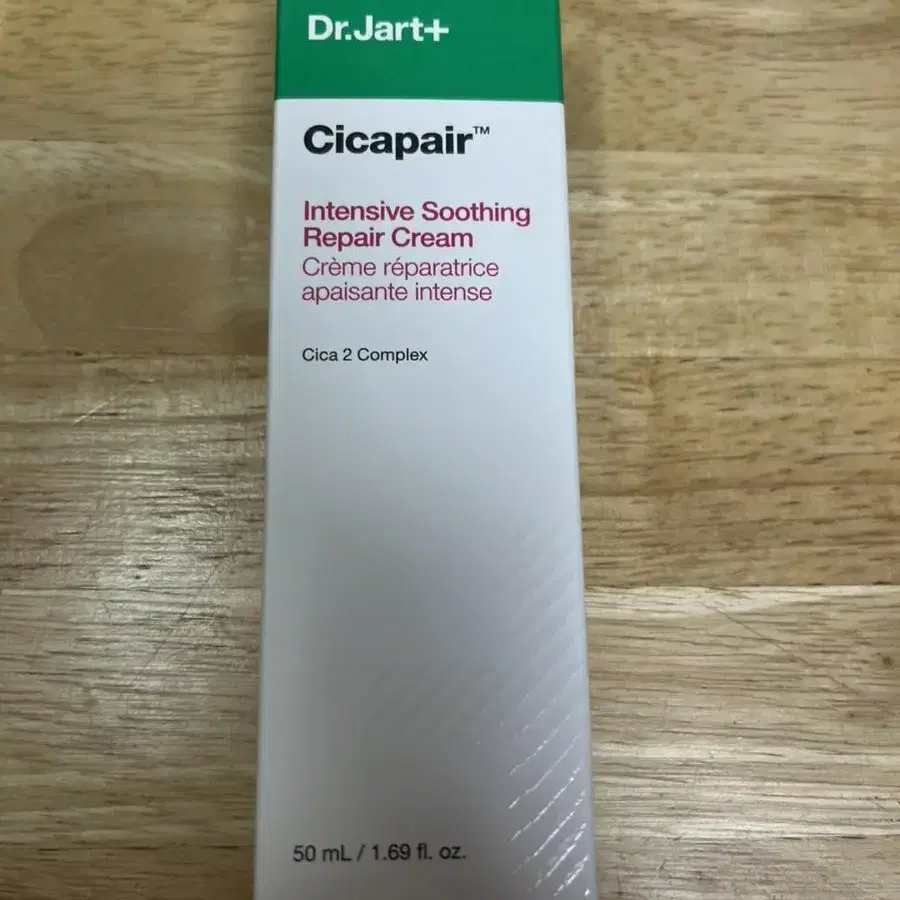 Dr.Jart+
Cicapair™
Intensive Soothing
Repair Cream
Crème réparatrice
apaisante intense
Cica 2 Complex
50 mL / 1.69 fl. oz.